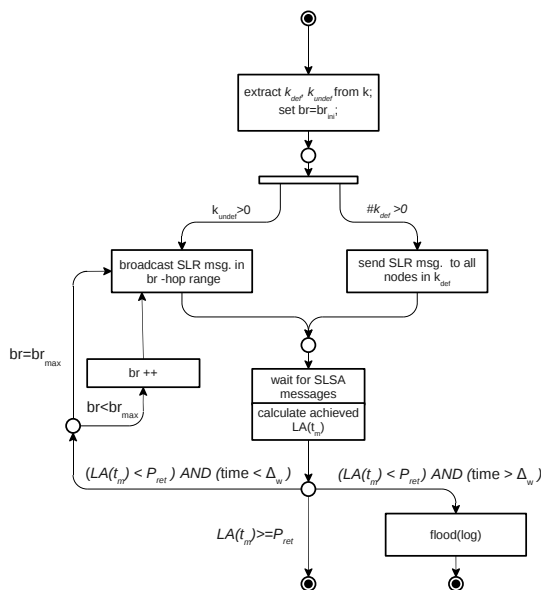 extract k_def, k_undef from k;
set br=br_ini;
k_undef>0
#k_def >0
broadcast SLR msg. in
br -hop range
send SLR msg. to all
nodes in k_def
br=br_max
br ++
br<br_max
wait for SLSA
messages
calculate achieved
LA(t_m)
(LA(t_m) < P_ret ) AND (time < Δ_w )
(LA(t_m) < P_ret ) AND (time > Δ_w )
LA(t_m)>=P_ret
flood(log)